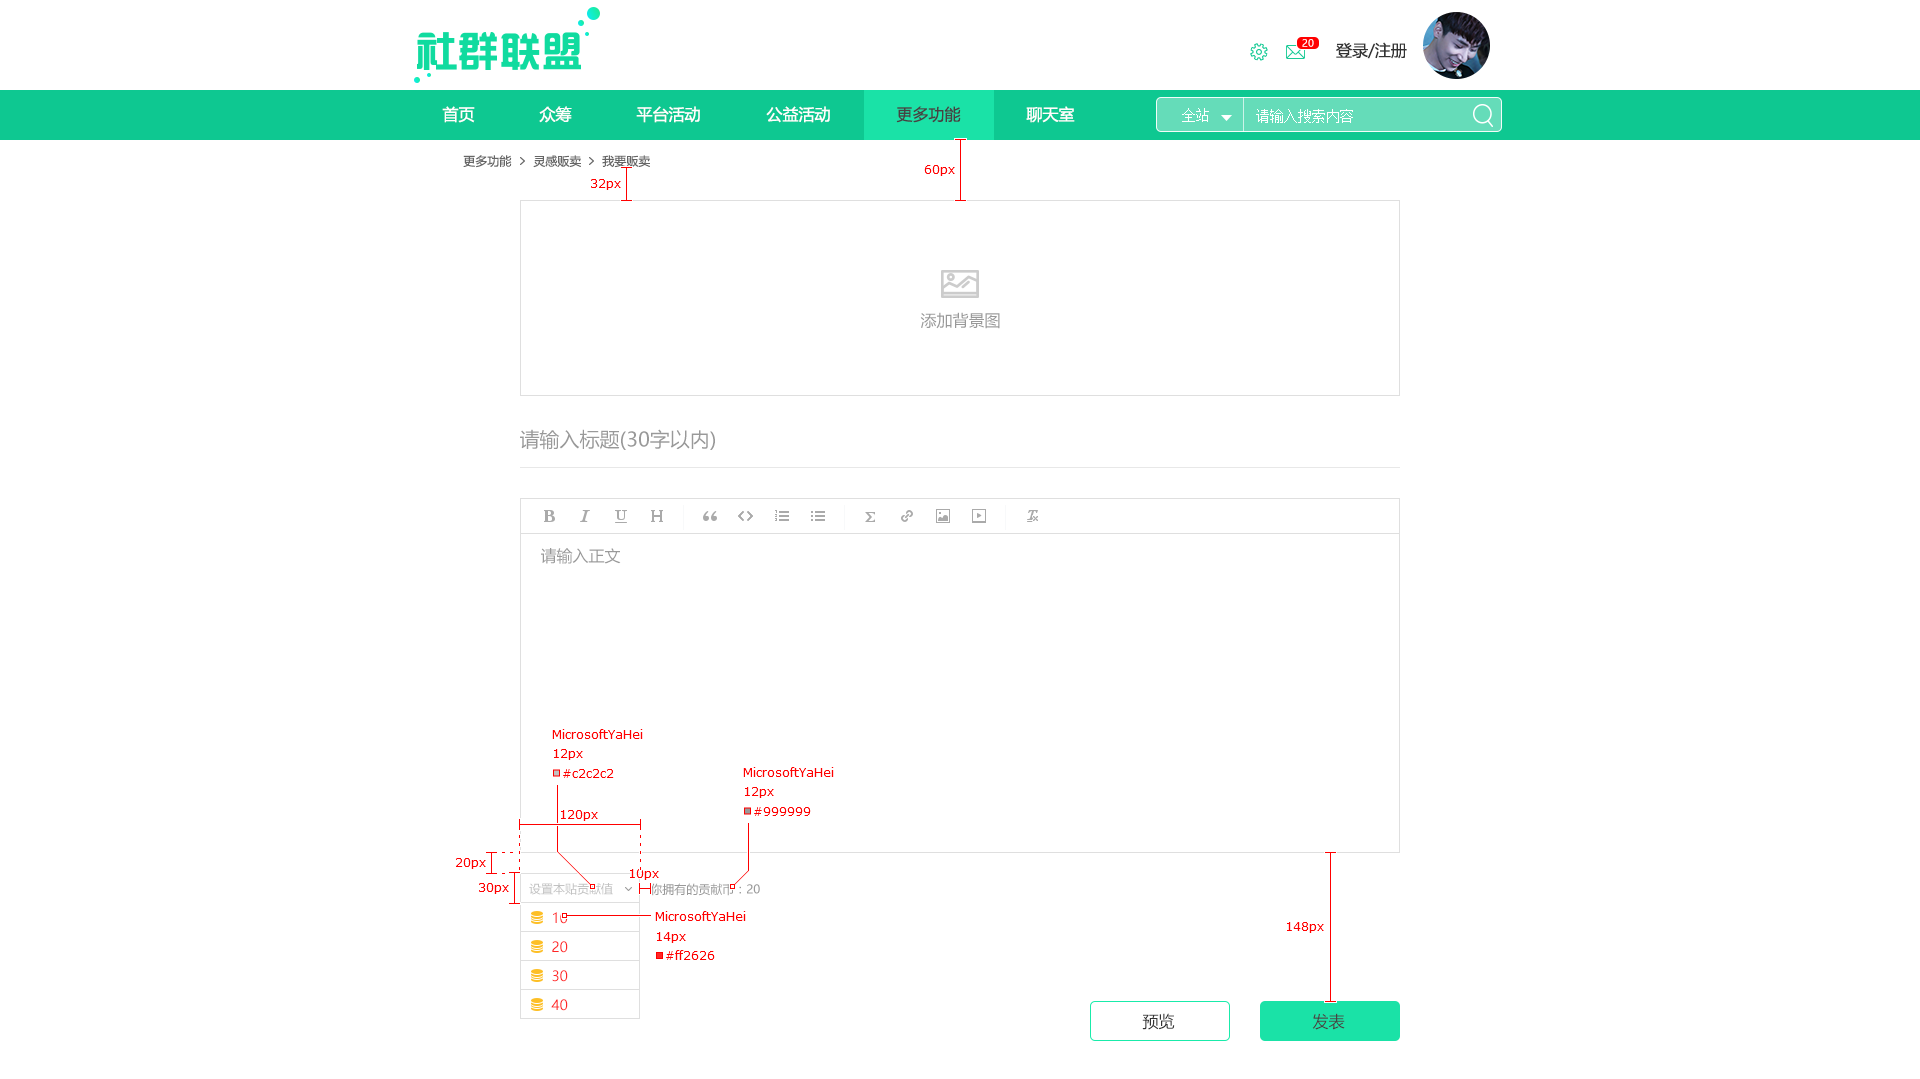 社群联盟
20
登录/注册
首页
众筹
平台活动
公益活动
更多功能
聊天室
全站
请输入搜索内容
更多功能 > 灵感贩卖 > 我要贩卖
32px
60px
添加背景图
请输入标题(30字以内)
B I U H
请输入正文
MicrosoftYaHei
12px
#c2c2c2
MicrosoftYaHei
12px
#999999
120px
20px
10px
30px
设置本贴贡献值
你拥有的贡献币：20
10
MicrosoftYaHei
14px
#ff2626
20
30
40
148px
预览
发表